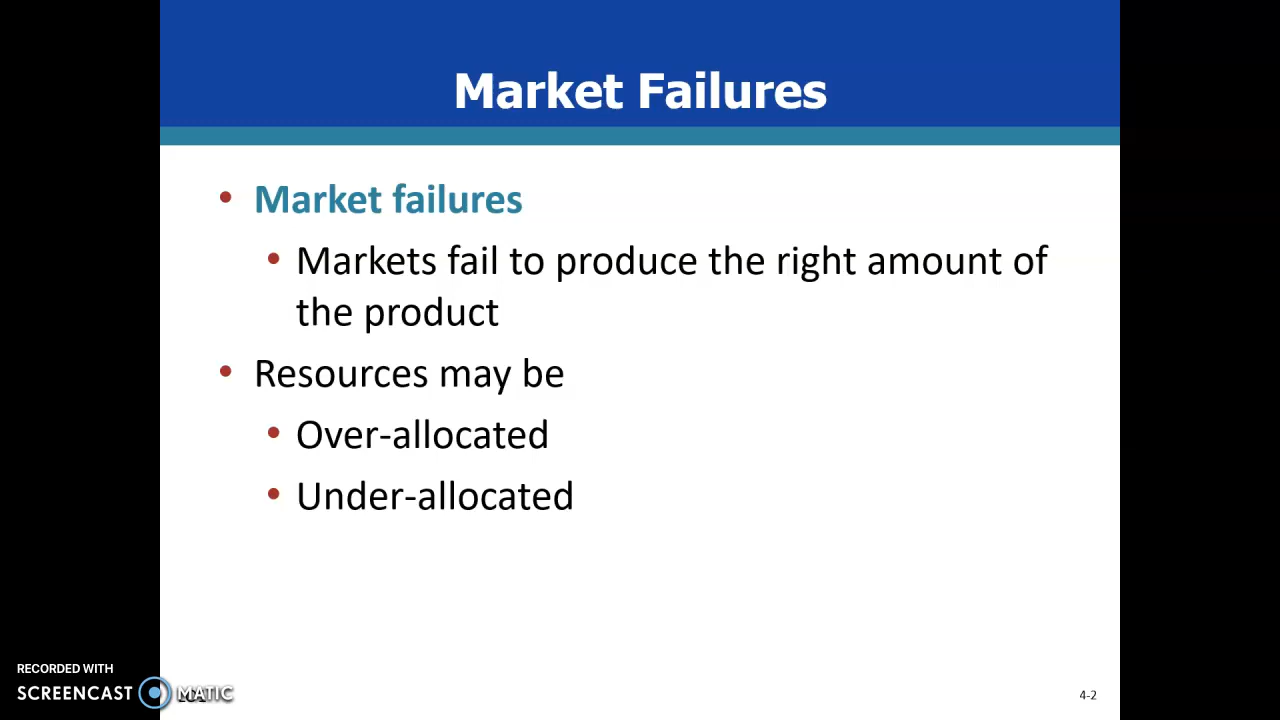 Market Failures
• Market failures
• Markets fail to produce the right amount of
the product
• Resources may be
• Over-allocated
• Under-allocated
RECORDED WITH
SCREENCAST MATIC
4-2